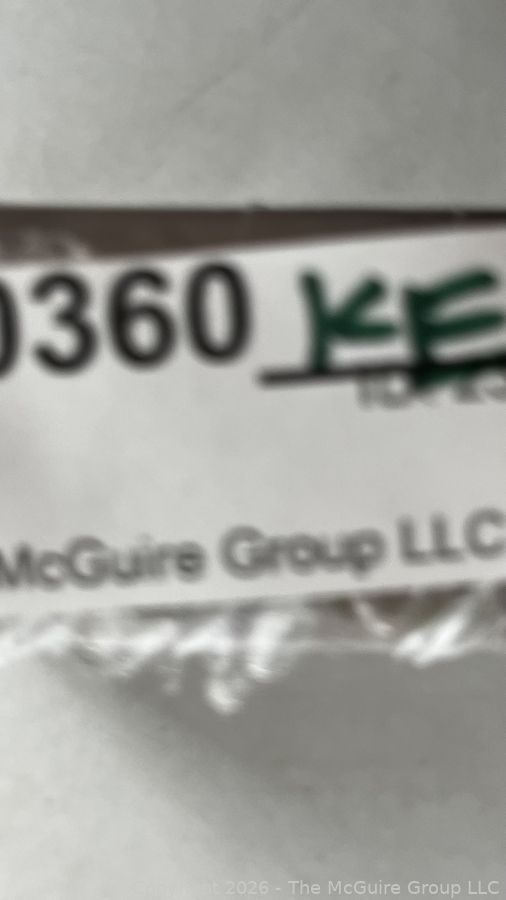 0360 KE
McGuire Group LLC
Copyright 2026 - The McGuire Group LLC